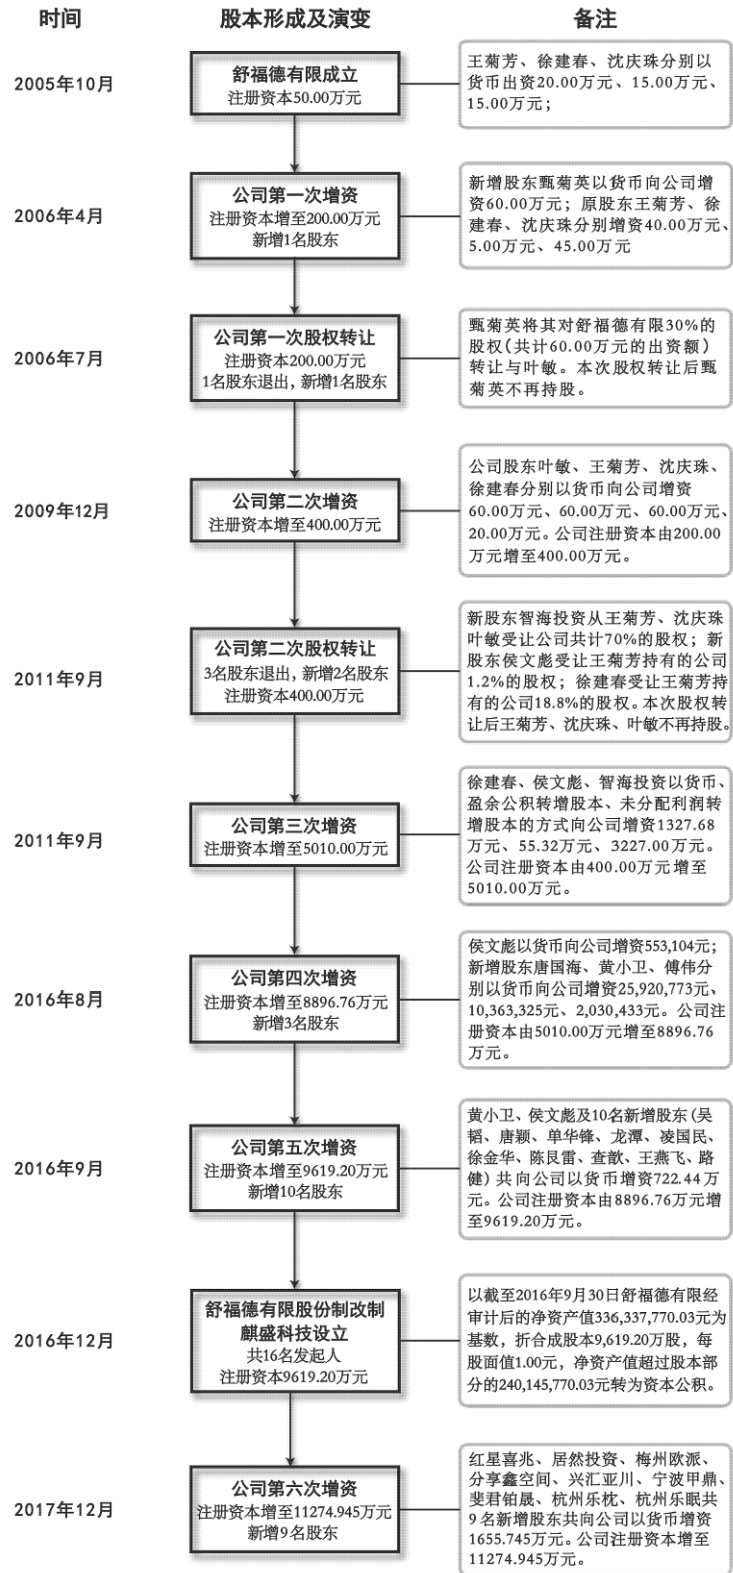 时间 股本形成及演变 备注
2005年10月
舒福德有限成立
注册资本50.00万元
王菊芳、徐建春、沈庆珠分别以
货币出资20.00万元、15.00万元、
15.00万元；
2006年4月
公司第一次增资
注册资本增至200.00万元
新增1名股东
新增股东甄菊英以货币向公司增
资60.00万元；原股东王菊芳、徐
建春、沈庆珠分别增资40.00万元、
5.00万元、45.00万元
2006年7月
公司第一次股权转让
注册资本200.00万元
1名股东退出，新增1名股东
甄菊英将其对舒福德有限30%的
股权(共计60.00万元的出资额)
转让与叶敏。本次股权转让后甄
菊英不再持股。
2009年12月
公司第二次增资
注册资本增至400.00万元
公司股东叶敏、王菊芳、沈庆珠、
徐建春分别以货币向公司增资
60.00万元、60.00万元、60.00万元、
20.00万元。公司注册资本由200.00
万元增至400.00万元。
2011年9月
公司第二次股权转让
3名股东退出，新增2名股东
注册资本400.00万元
新股东智海投资从王菊芳、沈庆珠
叶敏受让公司共计70%的股权；新
股东侯文彪受让王菊芳持有的公司
1.2%的股权；徐建春受让王菊芳持
有的公司18.8%的股权。本次股权转
让后王菊芳、沈庆珠、叶敏不再持股。
2011年9月
公司第三次增资
注册资本增至5010.00万元
徐建春、侯文彪、智海投资以货币、
盈余公积转增股本、未分配利润转
增股本的方式向公司增资1327.68
万元、55.32万元、3227.00万元。
公司注册资本由400.00万元增至
5010.00万元。
2016年8月
公司第四次增资
注册资本增至8896.76万元
新增3名股东
侯文彪以货币向公司增资553,104元；
新增股东唐国海、黄小卫、傅伟分
别以货币向公司增资25,920,773元、
10,363,325元、2,030,433元。公司注
册资本由5010.00万元增至8896.76
万元。
2016年9月
公司第五次增资
注册资本增至9619.20万元
新增10名股东
黄小卫、侯文彪及10名新增股东(吴
韬、唐颖、单华锋、龙潭、凌国民、
徐金华、陈艮雷、查歆、王燕飞、路
健)共向公司以货币增资722.44万
元。公司注册资本由8896.76万元增
至9619.20万元。
2016年12月
舒福德有限股份制改制
麒盛科技设立
共16名发起人
注册资本9619.20万元
以截至2016年9月30日舒福德有限经
审计后的净资产值336,337,770.03元为
基数，折合成股本9,619.20万股，每
股面值1.00元，净资产值超过股本部
分的240,145,770.03元转为资本公积。
2017年12月
公司第六次增资
注册资本增至11274.945万元
新增9名股东
红星喜兆、居然投资、梅州欧派、
分享鑫空间、兴汇亚川、宁波甲鼎、
斐君铂晟、杭州乐枕、杭州乐眠共
9名新增股东共向公司以货币增资
1655.745万元。公司注册资本增至
11274.945万元。